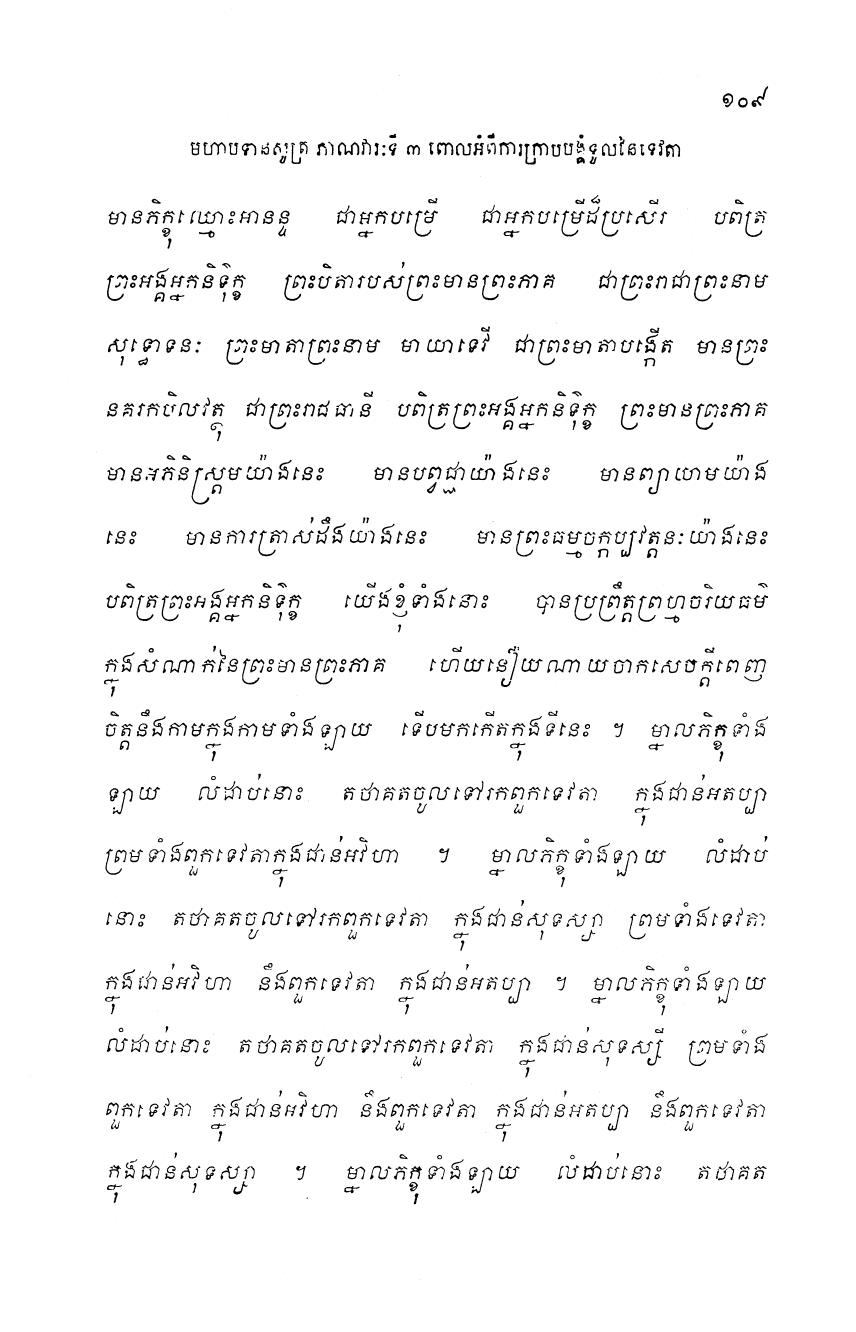 ១០៩
មហាបទានសូត្រ ភាណវារៈទី ៣ ពោលអំពីការក្រាបបង្គំទូលនៃទេវតា
មានភិក្ខុឈ្មោះអានន្ទ ជាអ្នកបម្រើ ជាអ្នកបម្រើដ៏ប្រសើរ បពិត្រ
ព្រះអង្គអ្នកនិទ៌ុក្ខ ព្រះបិតារបស់ព្រះមានព្រះភាគ ជាព្រះរាជាព្រះនាម
សុទ្ធោទនៈ ព្រះមាតាព្រះនាម មាយាទេវី ជាព្រះមាតាបង្កើត មានព្រះ
នគរកបិលវត្ថុ ជាព្រះរាជធានី បពិត្រព្រះអង្គអ្នកនិទ៌ុក្ខ ព្រះមានព្រះភាគ
មានអភិនិស្ក្រមយ៉ាងនេះ មានបព្វជ្ជាយ៉ាងនេះ មានព្យាយាមយ៉ាង
នេះ មានការត្រាស់ដឹងយ៉ាងនេះ មានព្រះធម្មចក្កប្បវត្តនៈយ៉ាងនេះ
បពិត្រព្រះអង្គអ្នកនិទ៌ុក្ខ យើងខ្ញុំទាំងនោះ បានប្រព្រឹត្តព្រហ្មចរិយធម៌
ក្នុងសំណាក់នៃព្រះមានព្រះភាគ ហើយនឿយណាយចាកសេចក្តីពេញ
ចិត្តនឹងកាមក្នុងកាមទាំងឡាយ ទើបមកកើតក្នុងទីនេះ ។ ម្នាលភិក្ខុទាំង
ឡាយ លំដាប់នោះ តថាគតចូលទៅរកពួកទេវតា ក្នុងជាន់អតប្បា
ព្រមទាំងពួកទេវតាក្នុងជាន់អវិហា ។ ម្នាលភិក្ខុទាំងឡាយ លំដាប់
នោះ តថាគតចូលទៅរកពួកទេវតា ក្នុងជាន់សុទស្សា ព្រមទាំងទេវតា
ក្នុងជាន់អវិហា នឹងពួកទេវតា ក្នុងជាន់អតប្បា ។ ម្នាលភិក្ខុទាំងឡាយ
លំដាប់នោះ តថាគតចូលទៅរកពួកទេវតា ក្នុងជាន់សុទស្សី ព្រមទាំង
ពួកទេវតា ក្នុងជាន់អវិហា នឹងពួកទេវតា ក្នុងជាន់អតប្បា នឹងពួកទេវតា
ក្នុងជាន់សុទស្សា ។ ម្នាលភិក្ខុទាំងឡាយ លំដាប់នោះ តថាគត